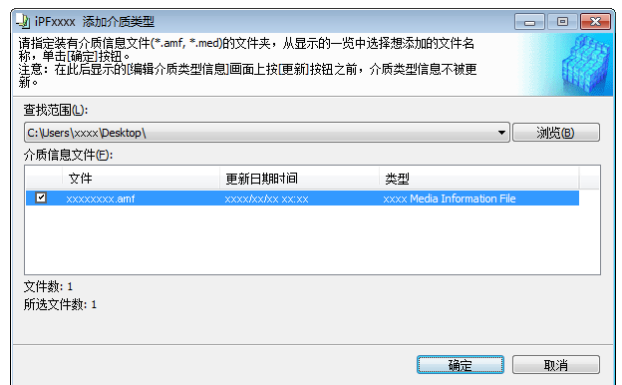 iPFxxxx 添加介质类型
请指定装有介质信息文件(*.amf, *.med)的文件夹，从显示的一览中选择想添加的文件名
称，单击[确定]按钮。
注意：在此后显示的[编辑介质类型信息]画面上按[更新]按钮之前，介质类型信息不被更
新。
查找范围(L):
C:\Users\xxxx\Desktop\
浏览(B)
介质信息文件(F):
文件 更新日期时间 类型
xxxxxxxx.amf xxxx/xx/xx xx:xx xxxx Media Information File
文件数: 1
所选文件数: 1
确定 取消